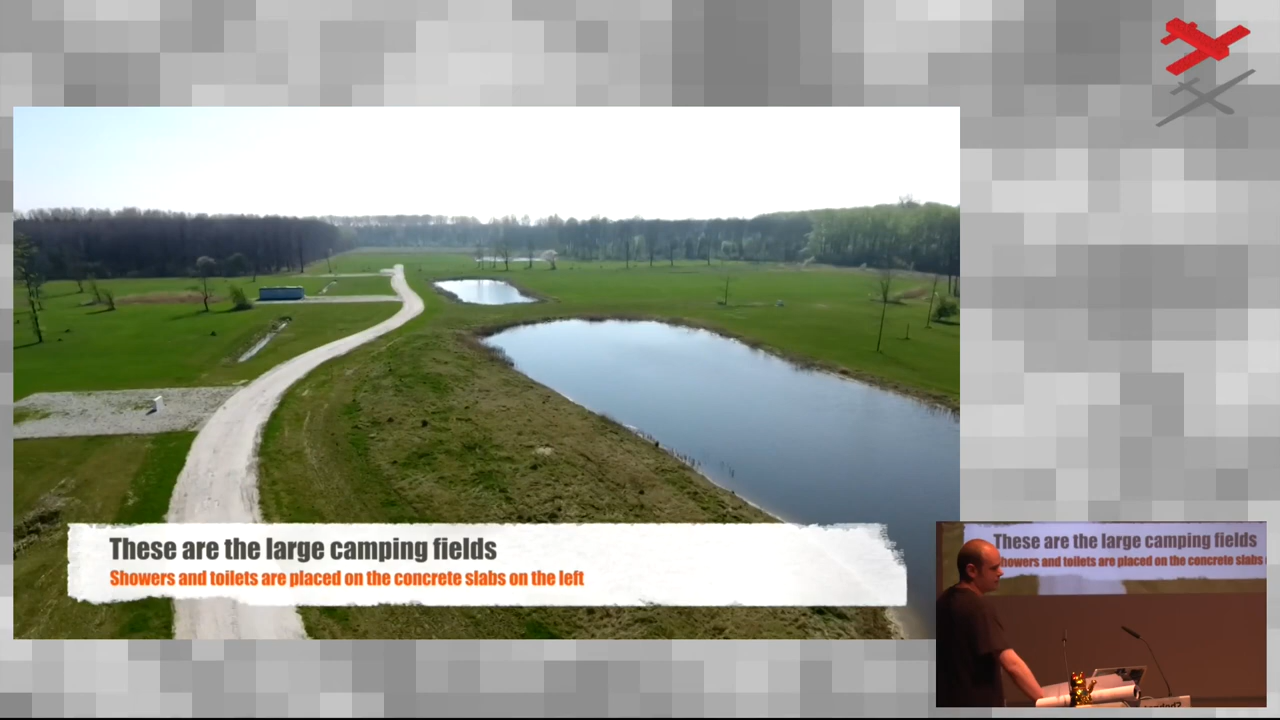 These are the large camping fields
Showers and toilets are placed on the concrete slabs on the left
These are the large camping fields
howers and toilets are placed on the concrete slabs